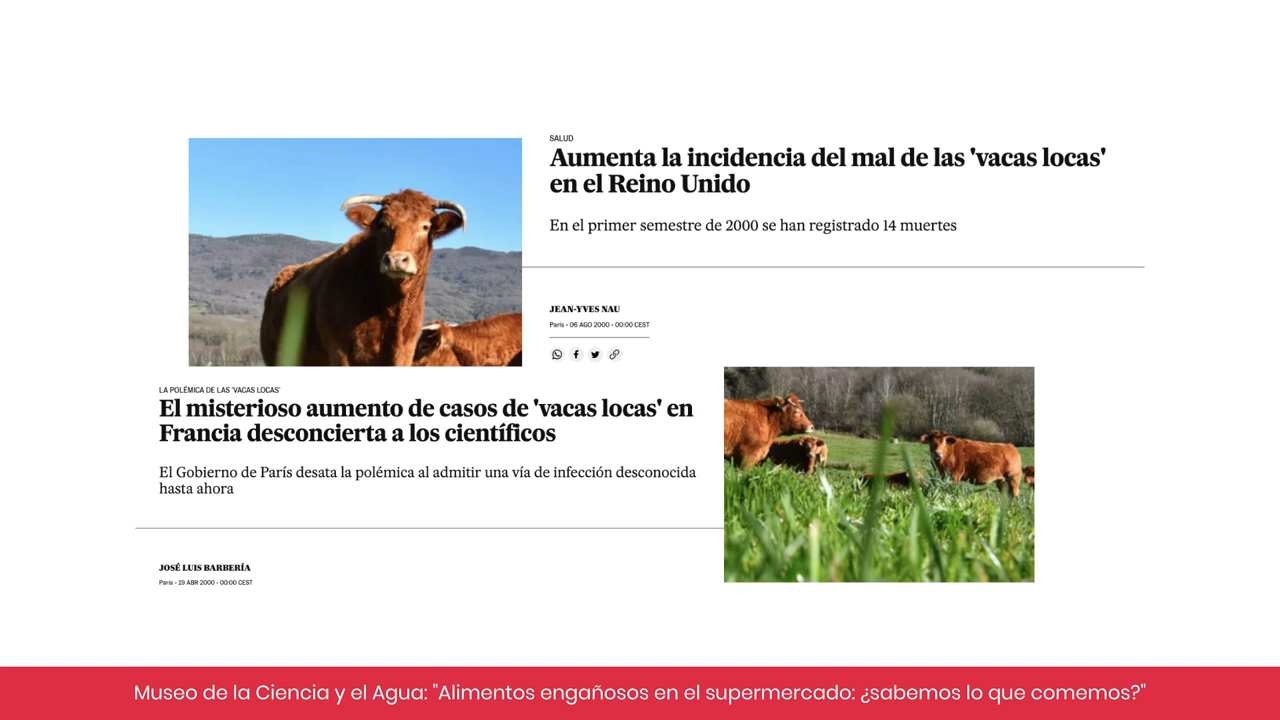 SALUD
Aumenta la incidencia del mal de las 'vacas locas'
en el Reino Unido
En el primer semestre de 2000 se han registrado 14 muertes
JEAN-YVES NAU
París - 06 AGO 2000 - 00:00 CEST
LA POLÉMICA DE LAS 'VACAS LOCAS'
El misterioso aumento de casos de 'vacas locas' en
Francia desconcierta a los científicos
El Gobierno de París desata la polémica al admitir una vía de infección desconocida
hasta ahora
JOSÉ LUIS BARBERÍA
París - 19 ABR 2000 - 00:00 CEST
Museo de la Ciencia y el Agua: "Alimentos engañosos en el supermercado: ¿sabemos lo que comemos?"